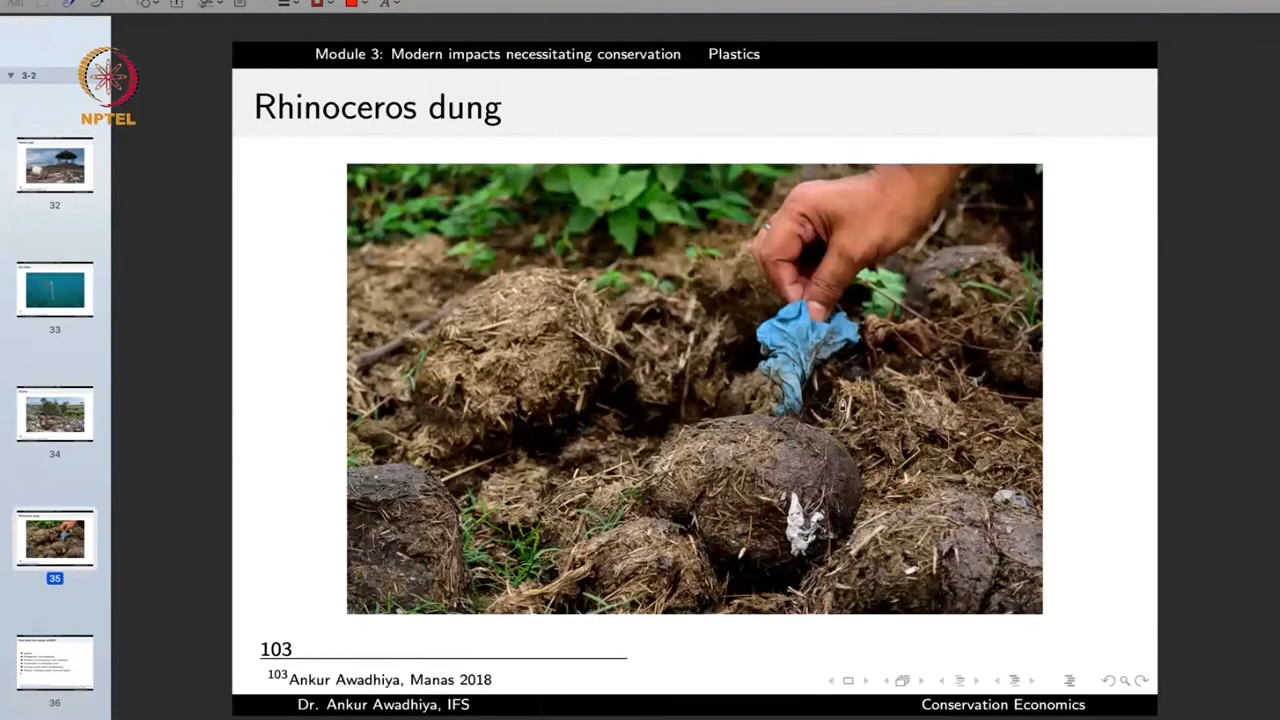 Module 3: Modern impacts necessitating conservation Plastics
3-2
NPTEL
Rhinoceros dung
32
33
34
35
36
103
103 Ankur Awadhiya, Manas 2018
Dr. Ankur Awadhiya, IFS Conservation Economics